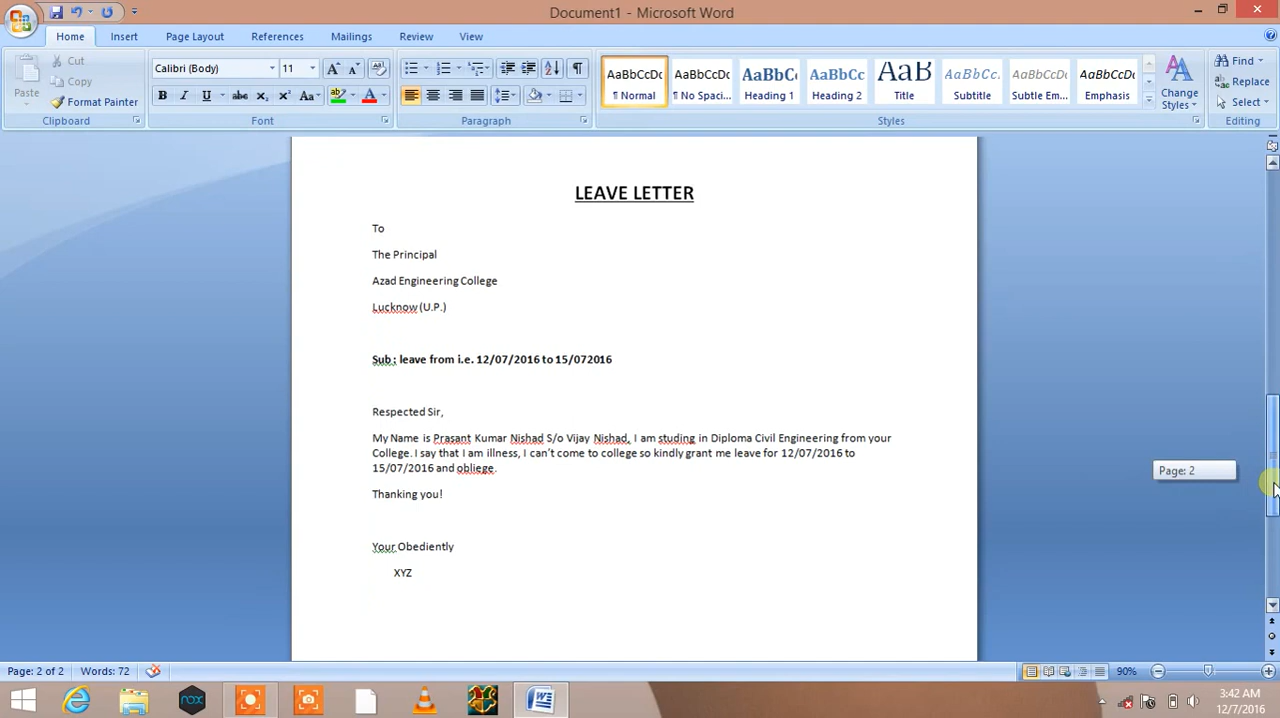 Document1 - Microsoft Word
Home Insert Page Layout References Mailings Review View
Paste
Cut
Copy
Format Painter
Clipboard
Calibri (Body) 11
B I U abc X₂ X² Aa
Font
Paragraph
AaBbCcDc AaBbCcDc AaBbC AaBbCc AaB AaBbCc. AaBbCcDc AaBbCcDc
¶ Normal ¶ No Spaci... Heading 1 Heading 2 Title Subtitle Subtle Em... Emphasis
Styles
Change
Styles
Find
Replace
Select
Editing
LEAVE LETTER
To
The Principal
Azad Engineering College
Lucknow (U.P.)
Sub ; leave from i.e. 12/07/2016 to 15/072016
Respected Sir,
My Name is Prasant Kumar Nishad S/o Vijay Nishad, I am studing in Diploma Civil Engineering from your
College. I say that I am illness, I can't come to college so kindly grant me leave for 12/07/2016 to
15/07/2016 and obliege.
Thanking you!
Your Obediently
XYZ
Page: 2
Page: 2 of 2 Words: 72
90%
nox
3:42 AM
12/7/2016